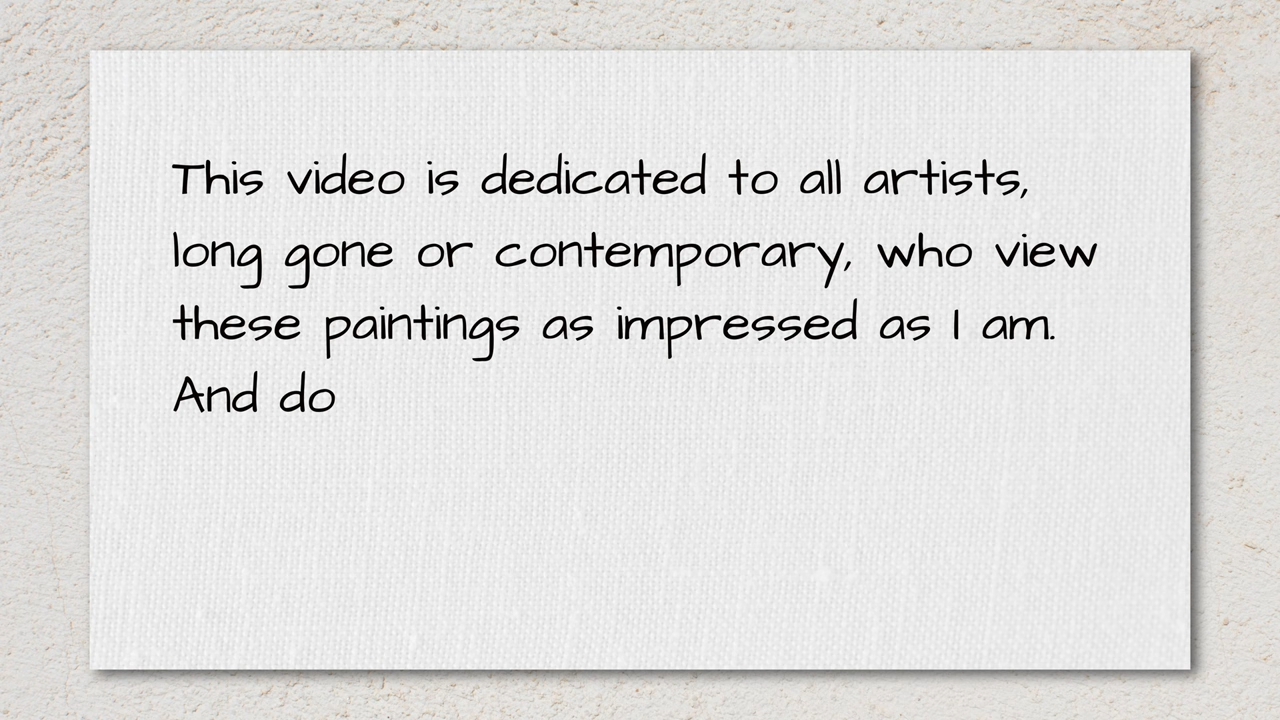 This video is dedicated to all artists,
long gone or contemporary, who view
these paintings as impressed as I am.
And do